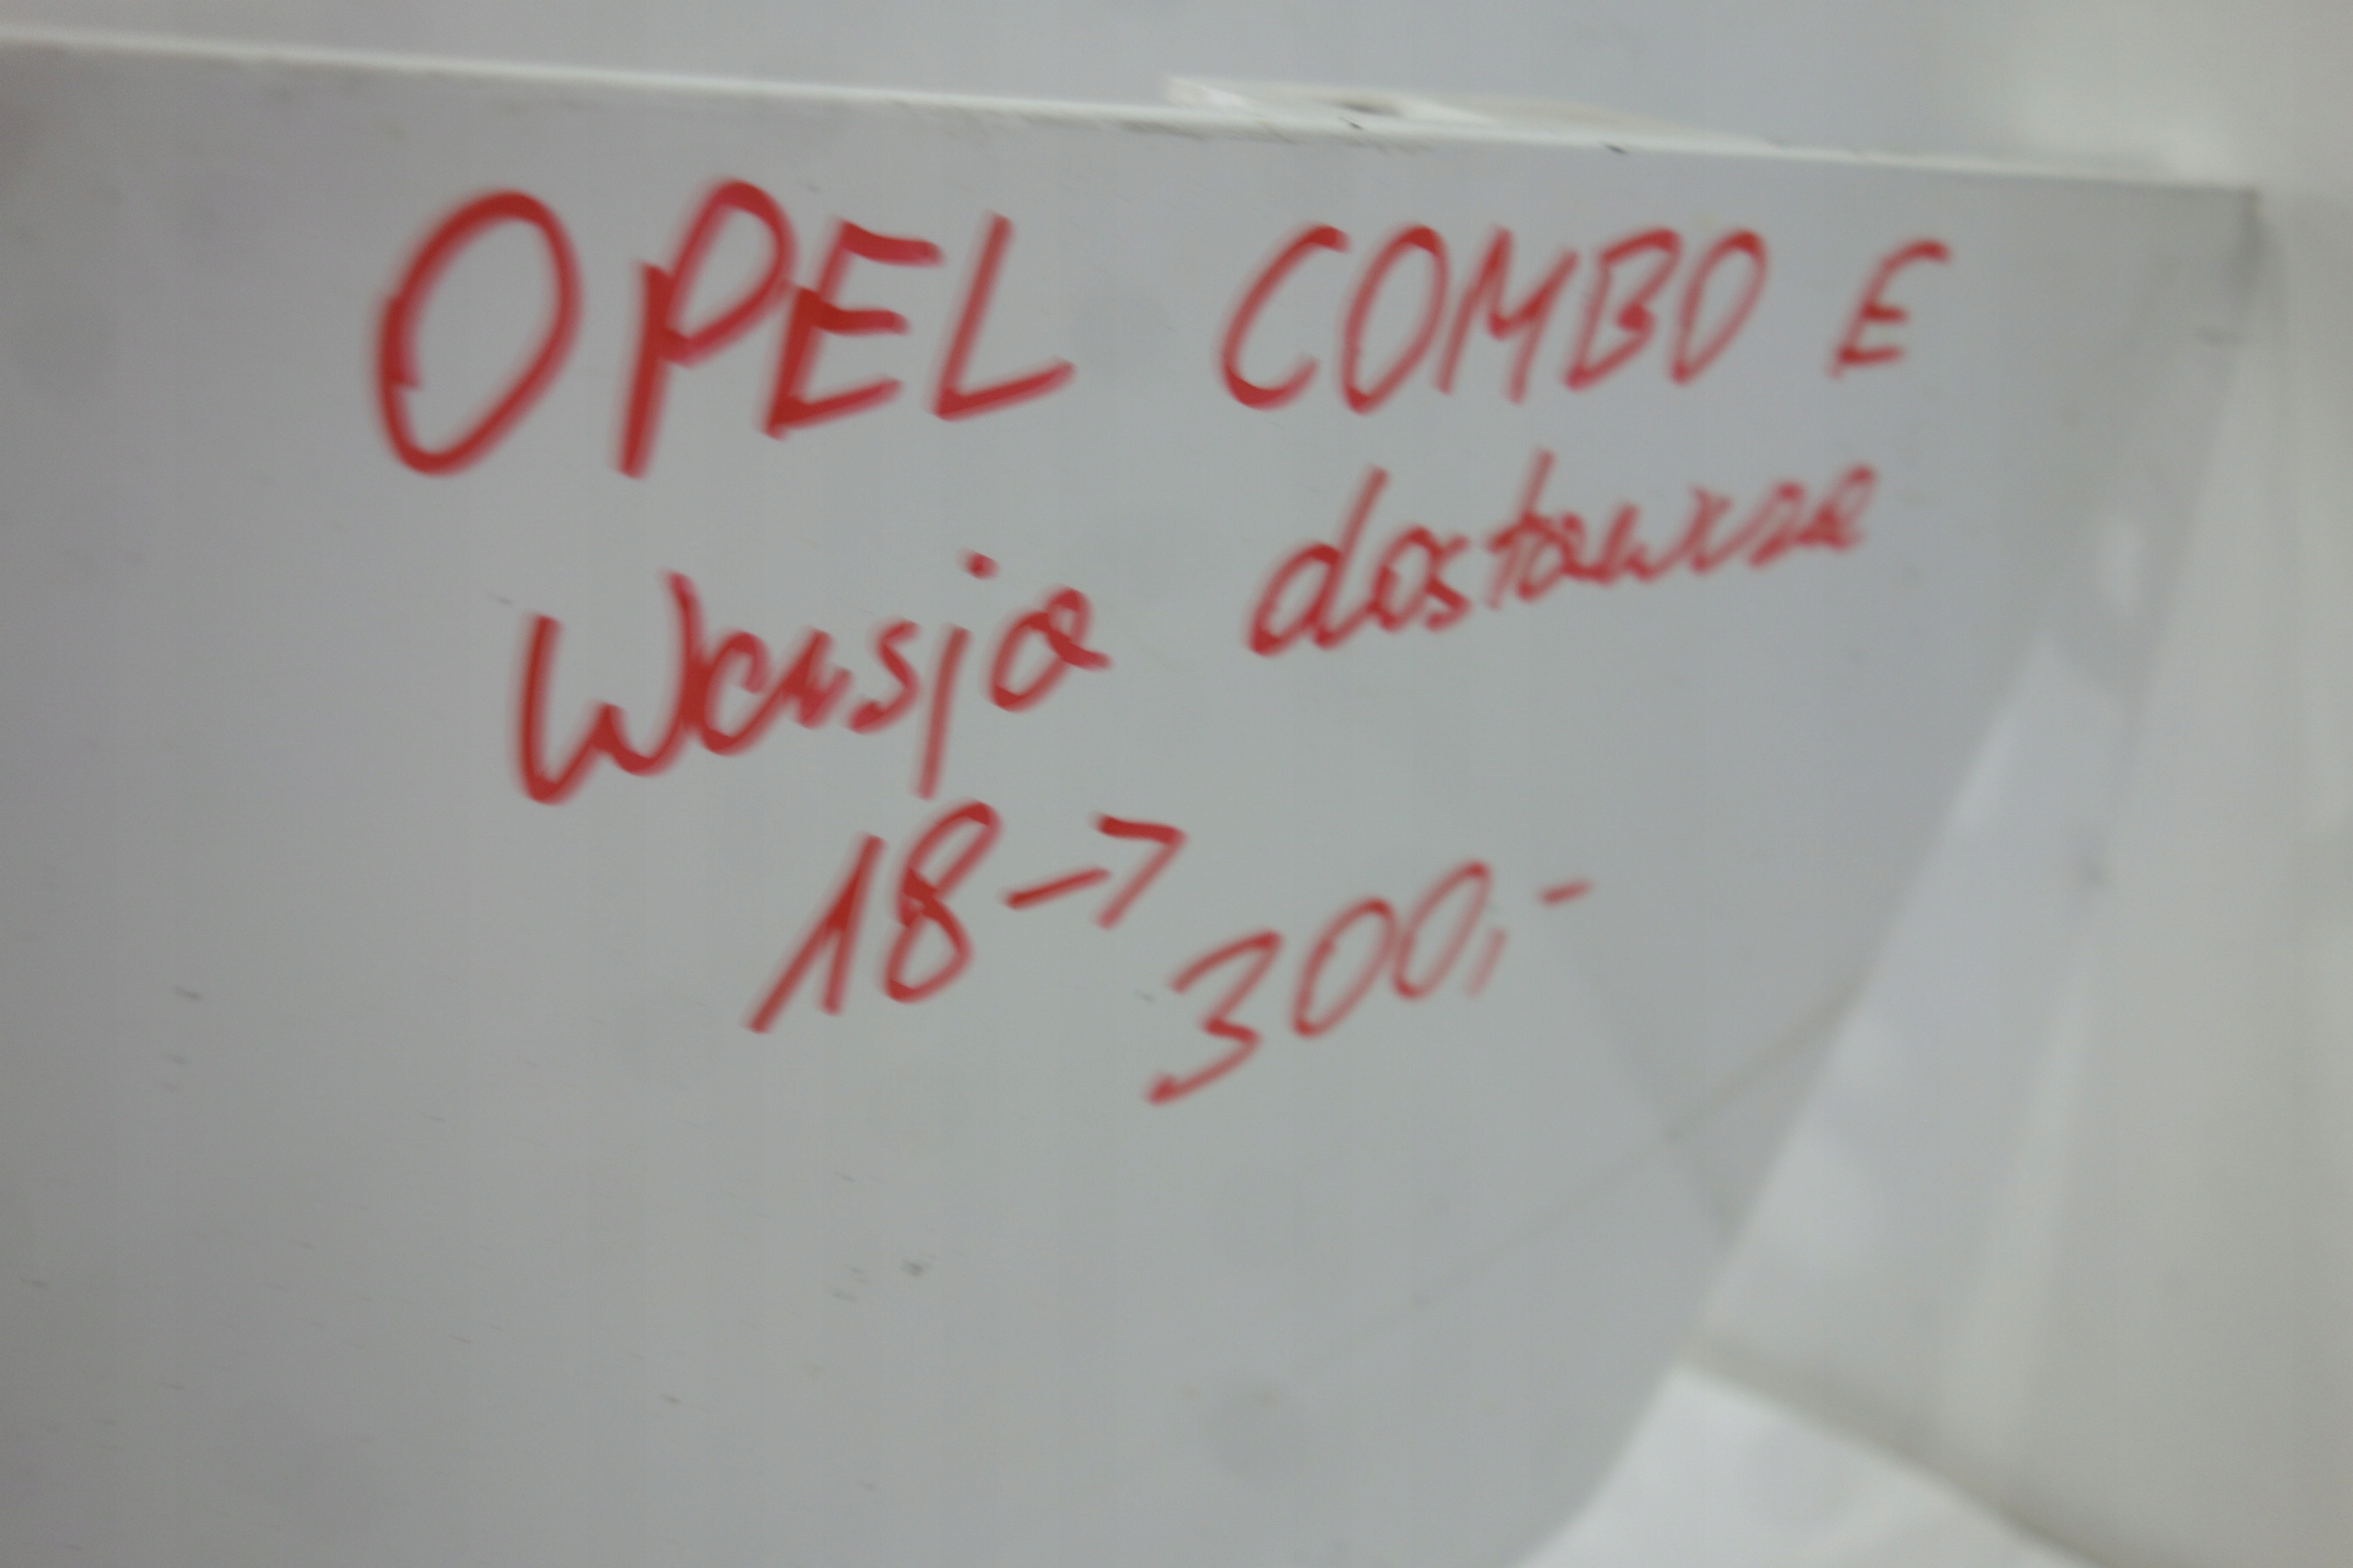 OPEL COMBO E
Wersja dostawcza
18->
300,-